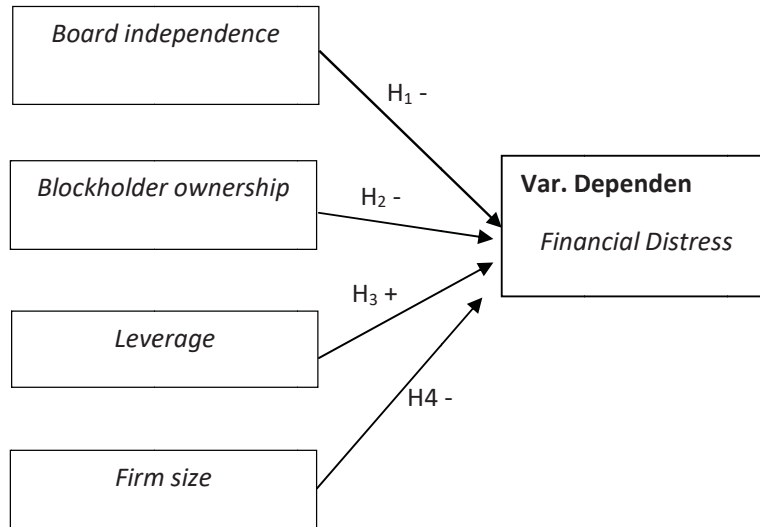 Board independence
H₁ -
Blockholder ownership
H₂ -
Var. Dependen
Financial Distress
H₃ +
Leverage
H4 -
Firm size